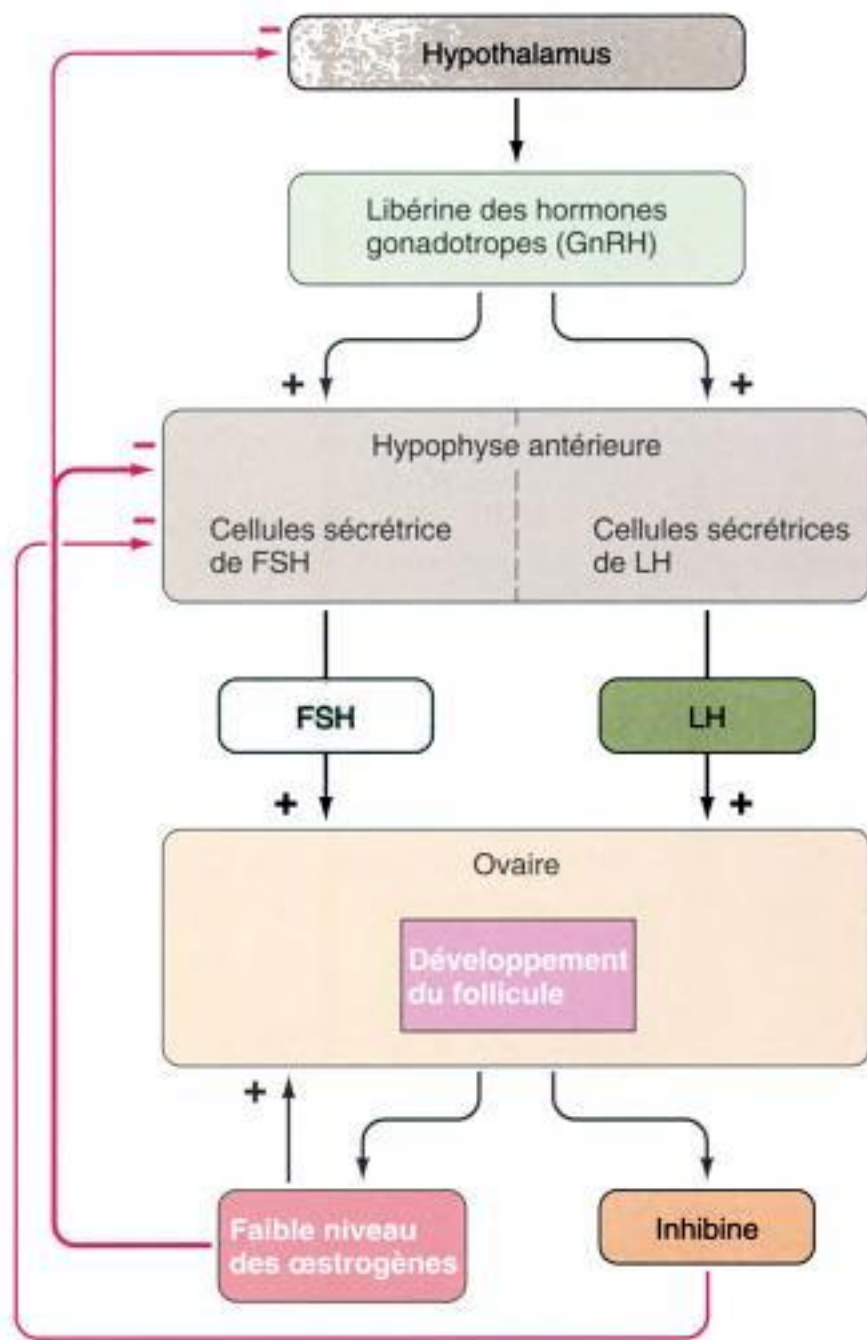 -
Hypothalamus
Libérine des hormones
gonadotropes (GnRH)
+
+
-
Hypophyse antérieure
-
Cellules sécrétrice
de FSH
Cellules sécrétrices
de LH
FSH
LH
+
+
Ovaire
Développement
du follicule
+
Faible niveau
des œstrogènes
Inhibine